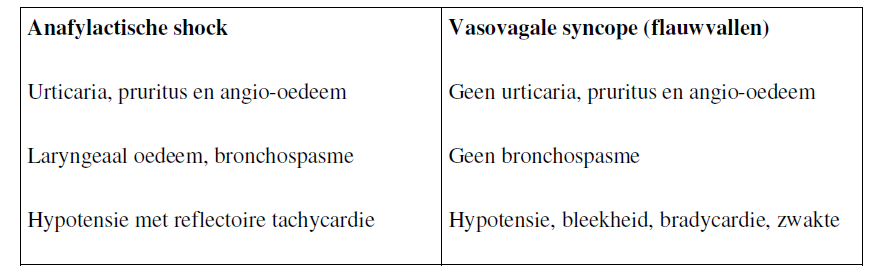 Anafylactische shock
Vasovagale syncope (flauwvallen)
Urticaria, pruritus en angio-oedeem
Geen urticaria, pruritus en angio-oedeem
Laryngeaal oedeem, bronchospasme
Geen bronchospasme
Hypotensie met reflectoire tachycardie
Hypotensie, bleekheid, bradycardie, zwakte